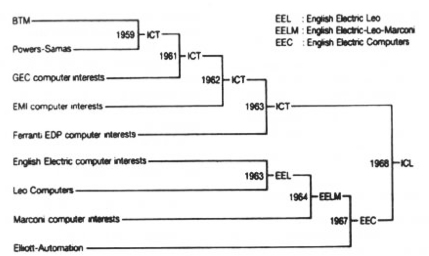 BTM
Powers-Samas
1959
ICT
1961
ICT
GEC computer interests
1962
ICT
EMI computer interests
1963
ICT
Ferranti EDP computer interests
English Electric computer interests
1963
EEL
Leo Computers
1964
EELM
Marconi computer interests
1967
EEC
Elliott-Automation
1968
ICL
EEL : English Electric Leo
EELM : English Electric-Leo-Marconi
EEC : English Electric Computers